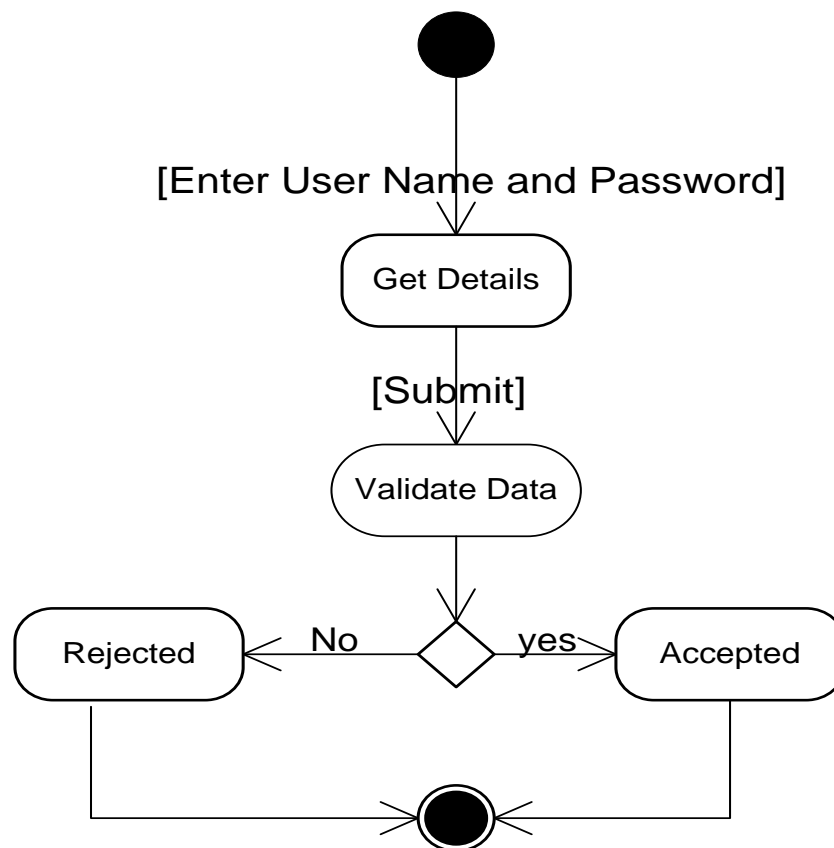 [Enter User Name and Password]
Get Details
[Submit]
Validate Data
Rejected
No
yes
Accepted